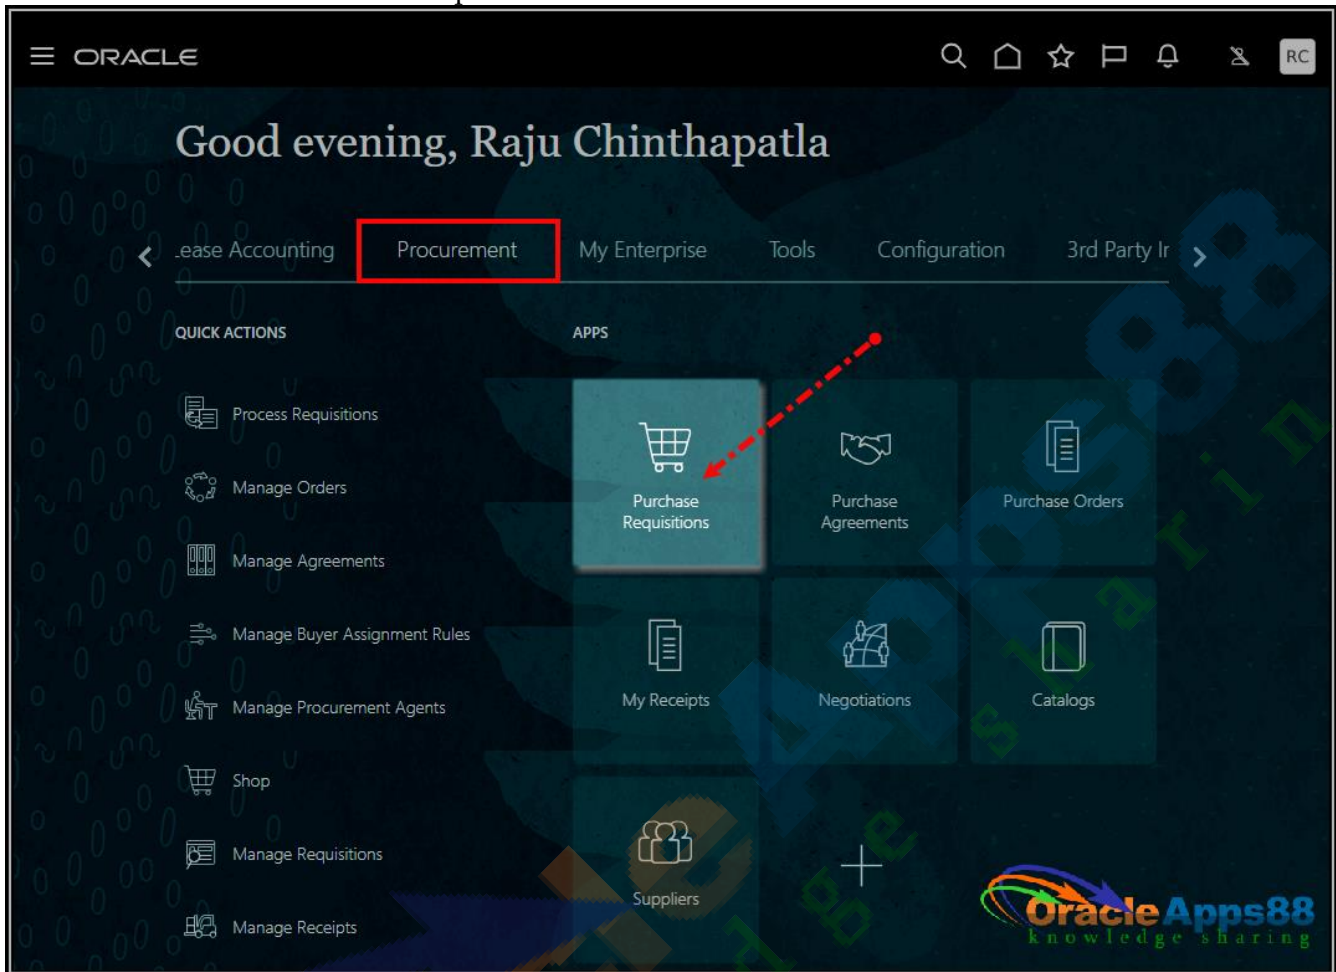 ORACLE
RC
Good evening, Raju Chinthapatla
ease Accounting
Procurement
My Enterprise
Tools
Configuration
3rd Party Ir
QUICK ACTIONS
APPS
Process Requisitions
Manage Orders
Manage Agreements
Manage Buyer Assignment Rules
Manage Procurement Agents
Shop
Manage Requisitions
Manage Receipts
Purchase
Requisitions
Purchase
Agreements
Purchase Orders
My Receipts
Negotiations
Catalogs
Suppliers
OracleApps88
knowledge sharing